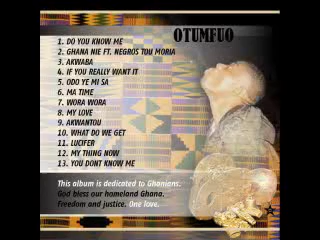 OTUMFUO
1. DO YOU KNOW ME
2. GHANA NIE FT. NEGROS TOU MORIA
3. AKWABA
4. IF YOU REALLY WANT IT
5. ODO YE MI SA
6. MA TIME
7. WORA WORA
8. MY LOVE
9. AKWANTOU
10. WHAT DO WE GET
11. LUCIFER
12. MY THING NOW
13. YOU DONT KNOW ME
This album is dedicated to Ghanians.
God bless our homeland Ghana.
Freedom and justice. One love.